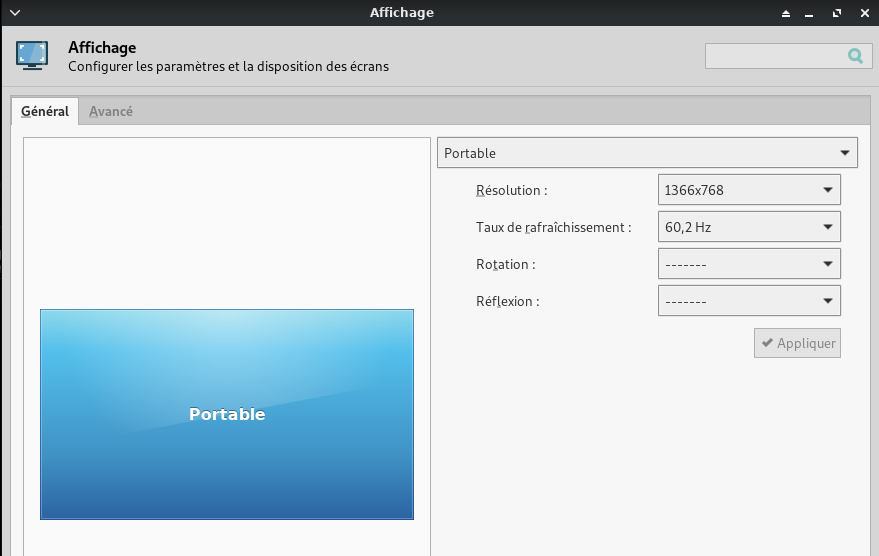 Affichage
Affichage
Configurer les paramètres et la disposition des écrans
Général
Avancé
Portable
Portable
Résolution :
1366x768
Taux de rafraîchissement :
60,2 Hz
Rotation :
-------
Réflexion :
-------
Appliquer